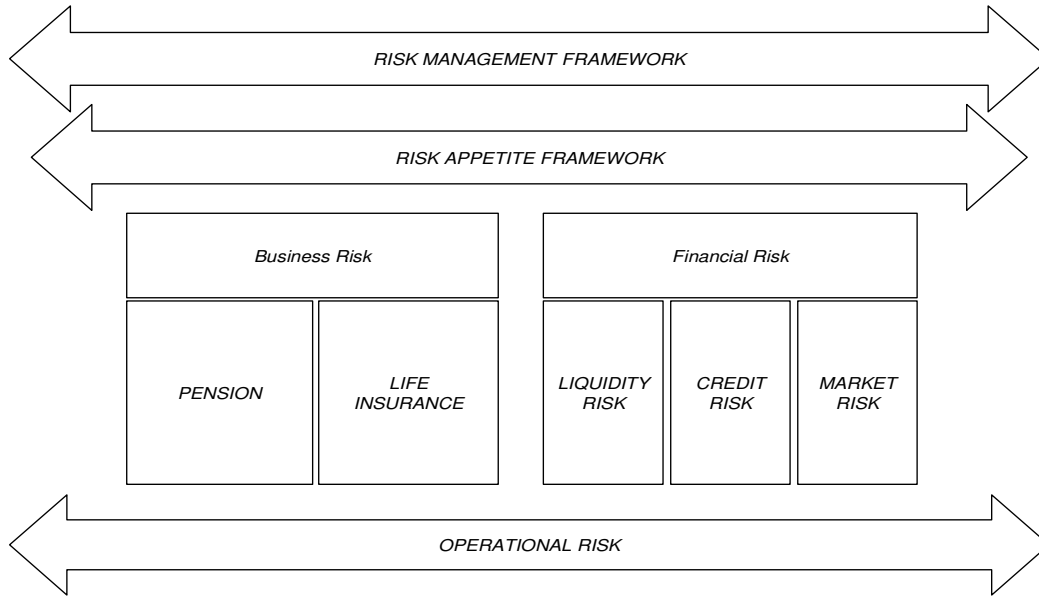 RISK MANAGEMENT FRAMEWORK
RISK APPETITE FRAMEWORK
Business Risk
Financial Risk
PENSION
LIFE
INSURANCE
LIQUIDITY
RISK
CREDIT
RISK
MARKET
RISK
OPERATIONAL RISK